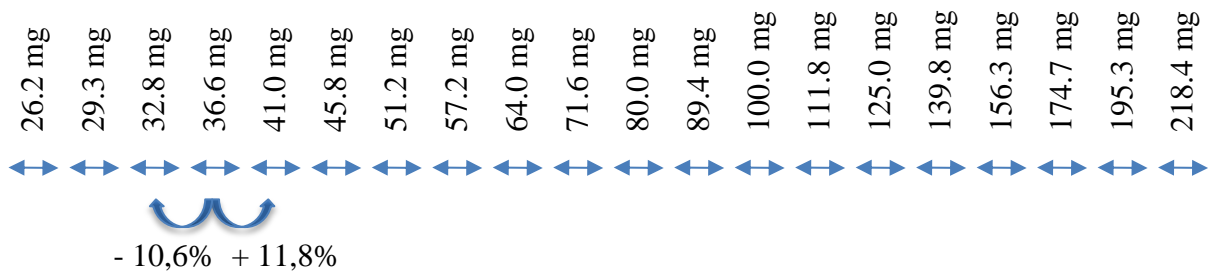 26.2 mg
29.3 mg
32.8 mg
36.6 mg
41.0 mg
45.8 mg
51.2 mg
57.2 mg
64.0 mg
71.6 mg
80.0 mg
89.4 mg
100.0 mg
111.8 mg
125.0 mg
139.8 mg
156.3 mg
174.7 mg
195.3 mg
218.4 mg
- 10,6% + 11,8%